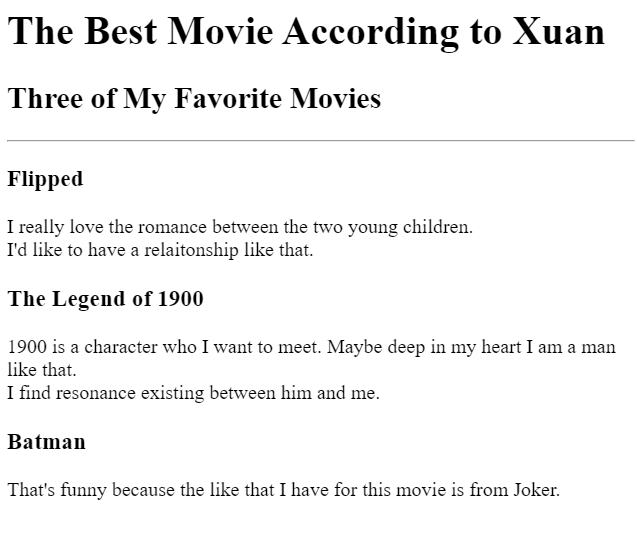 The Best Movie According to Xuan
Three of My Favorite Movies
Flipped
I really love the romance between the two young children.
I'd like to have a relaitonship like that.
The Legend of 1900
1900 is a character who I want to meet. Maybe deep in my heart I am a man
like that.
I find resonance existing between him and me.
Batman
That's funny because the like that I have for this movie is from Joker.